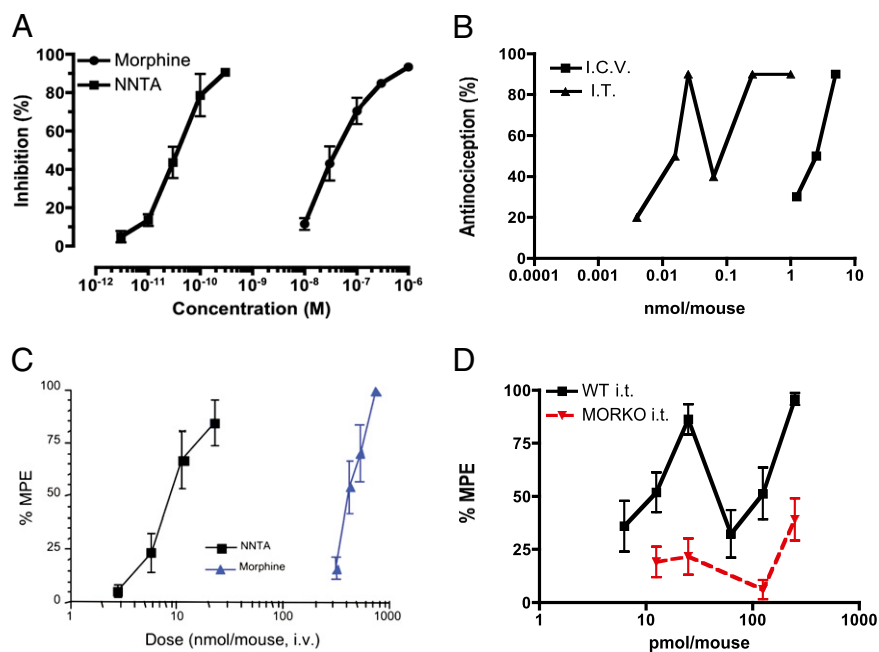 A
Morphine
NNTA
Inhibition (%)
100
80
60
40
20
0
10-12 10-11 10-10 10-9 10-8 10-7 10-6
Concentration (M)
B
I.C.V.
I.T.
Antinociception (%)
100
80
60
40
20
0
0.0001 0.001 0.01 0.1 1 10
nmol/mouse
C
% MPE
100
75
50
25
0
NNTA
Morphine
1 10 100 1000
Dose (nmol/mouse, i.v.)
D
WT i.t.
MORKO i.t.
% MPE
100
75
50
25
0
1 10 100 1000
pmol/mouse